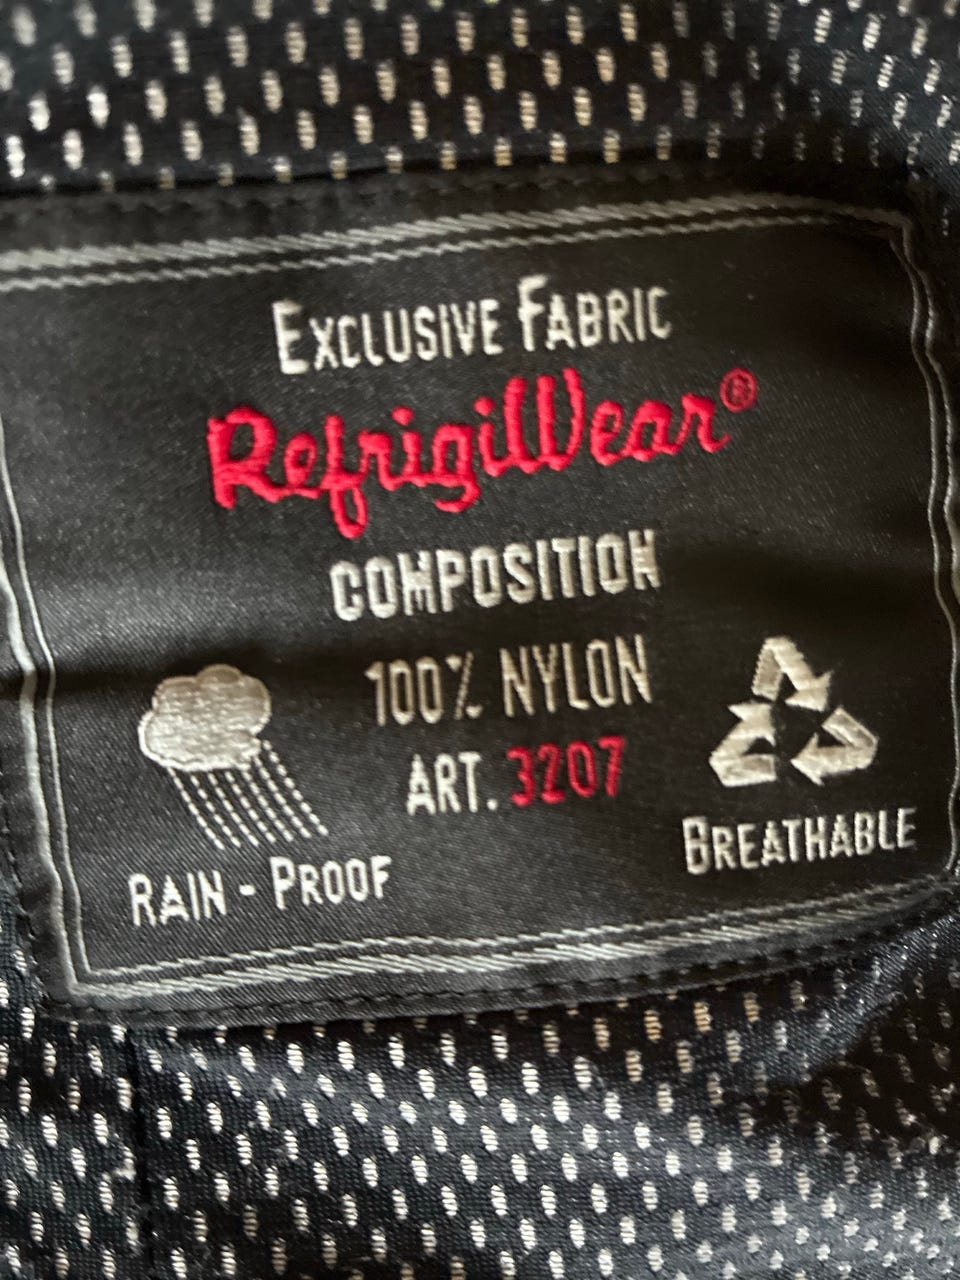 EXCLUSIVE FABRIC
RefrigiWear®
COMPOSITION
100% NYLON
ART. 3207
RAIN - PROOF
BREATHABLE